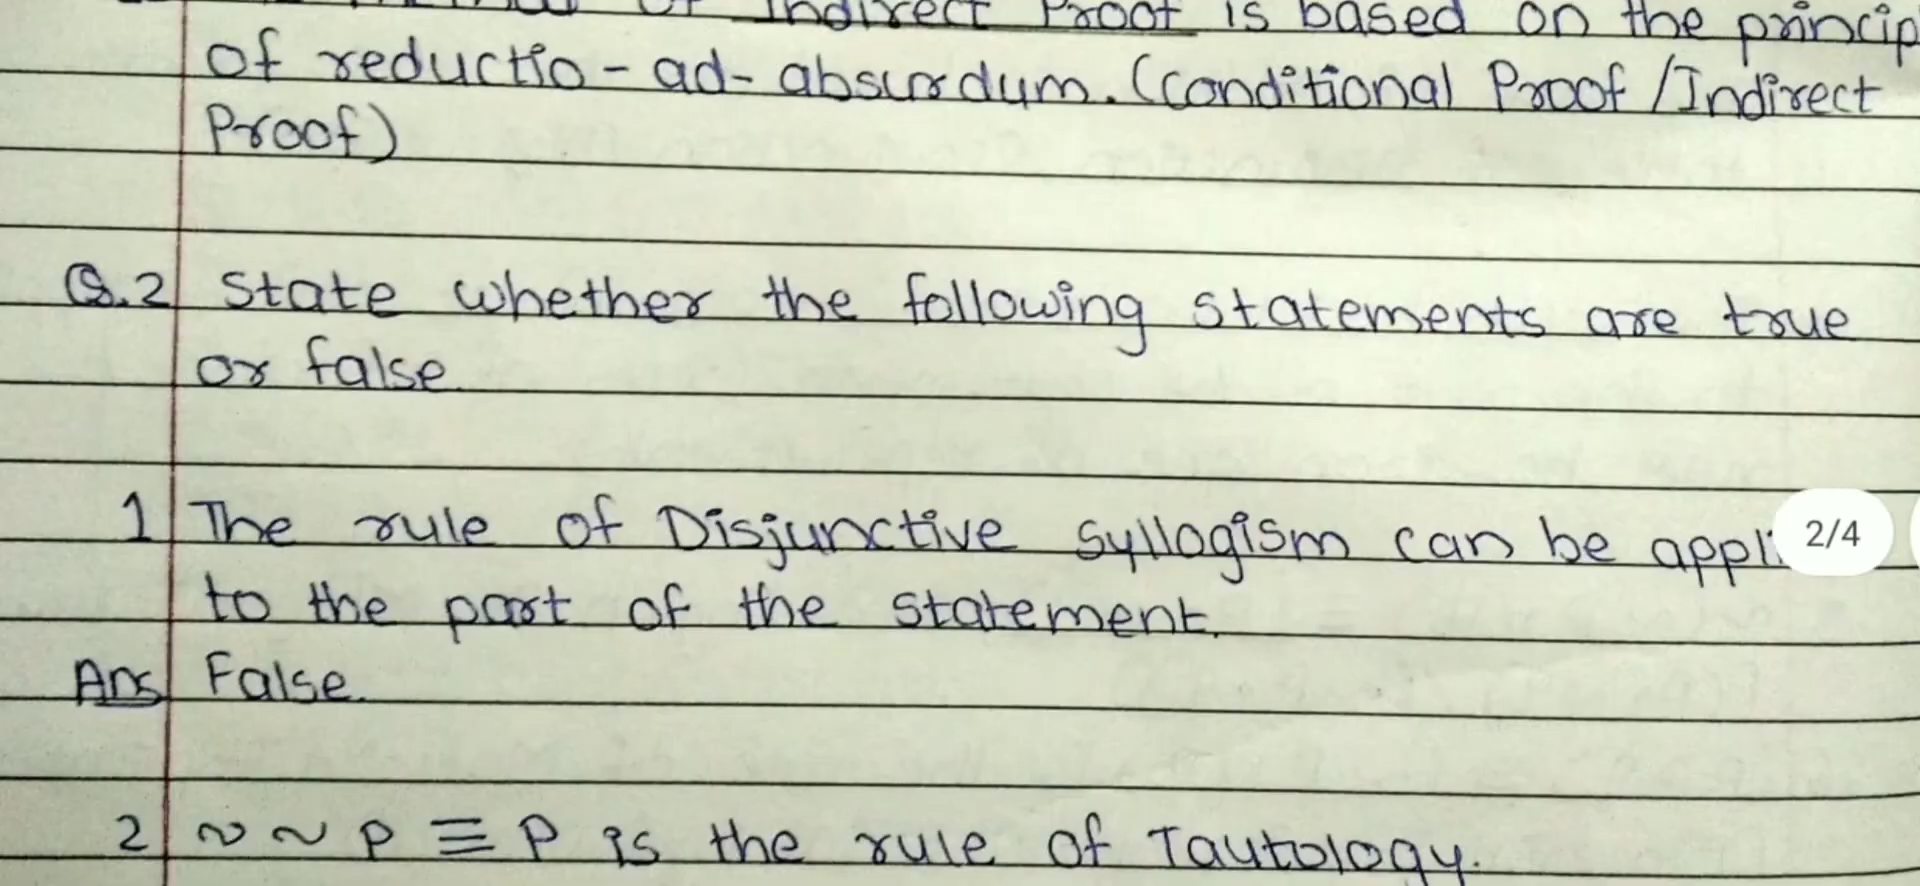 of Indirect Proof is based on the
of reductio-ad-absurdum. (Conditional Proof / Indirect
Proof)
Q.2 State whether the following statements are true
or false.
1 The rule of Disjunctive Syllogism can be
2/4
to the part of the statement.
Ans False.
2 ~ ~ p ≡ p is the rule of Tautology.